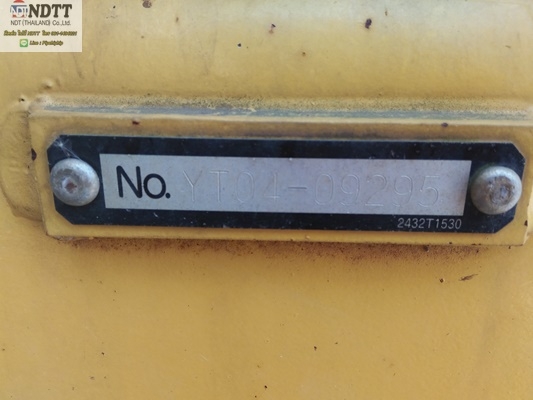 NDTT
NDT (THAILAND) Co.,Ltd.
No. YT04-09295
2432T1530